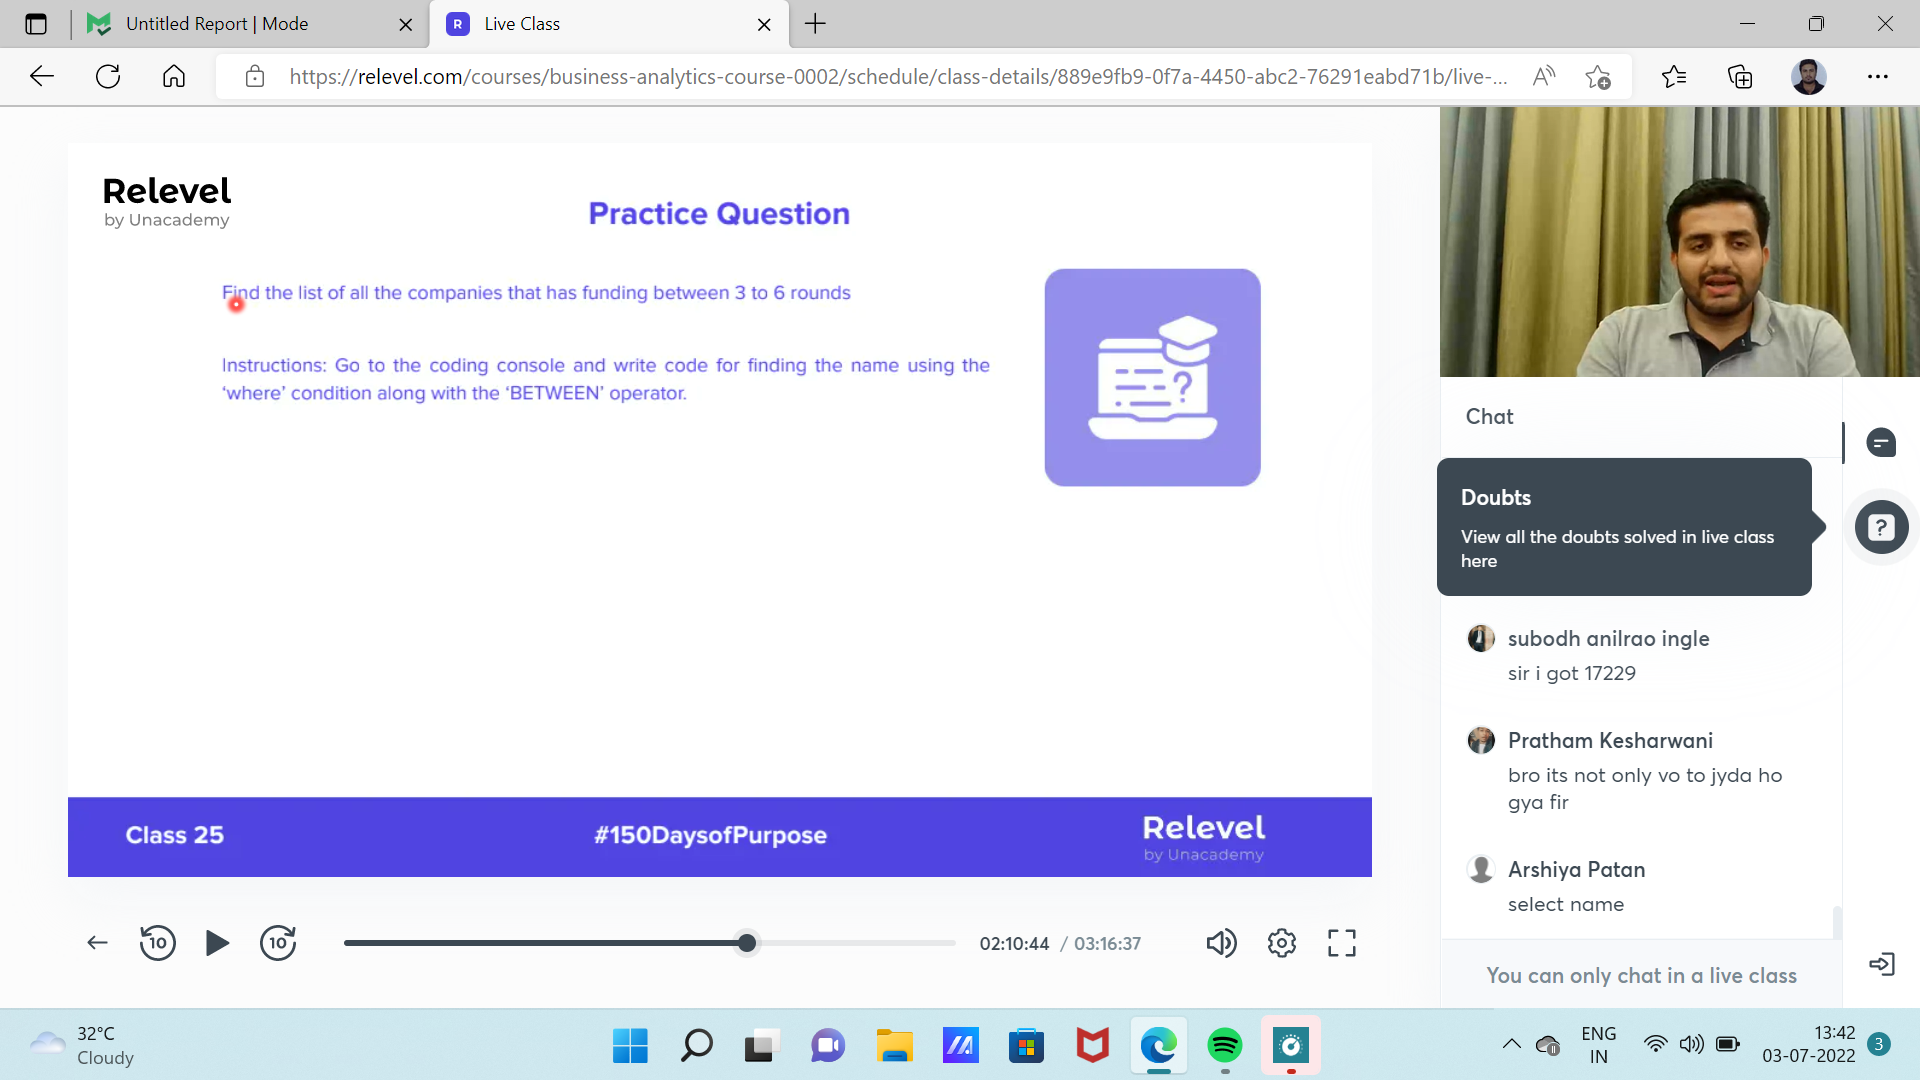 Untitled Report | Mode
R
Live Class
https://relevel.com/courses/business-analytics-course-0002/schedule/class-details/889e9fb9-0f7a-4450-abc2-76291eabd71b/live-...
Relevel
by Unacademy
Practice Question
Find the list of all the companies that has funding between 3 to 6 rounds
Instructions: Go to the coding console and write code for finding the name using the
‘where’ condition along with the ‘BETWEEN’ operator.
?
Class 25
#150DaysofPurpose
Relevel
by Unacademy
10
10
02:10:44 / 03:16:37
Chat
Doubts
View all the doubts solved in live class
here
?
subodh anilrao ingle
sir i got 17229
Pratham Kesharwani
bro its not only vo to jyda ho
gya fir
Arshiya Patan
select name
You can only chat in a live class
32°C
Cloudy
ENG
IN
13:42
03-07-2022
3